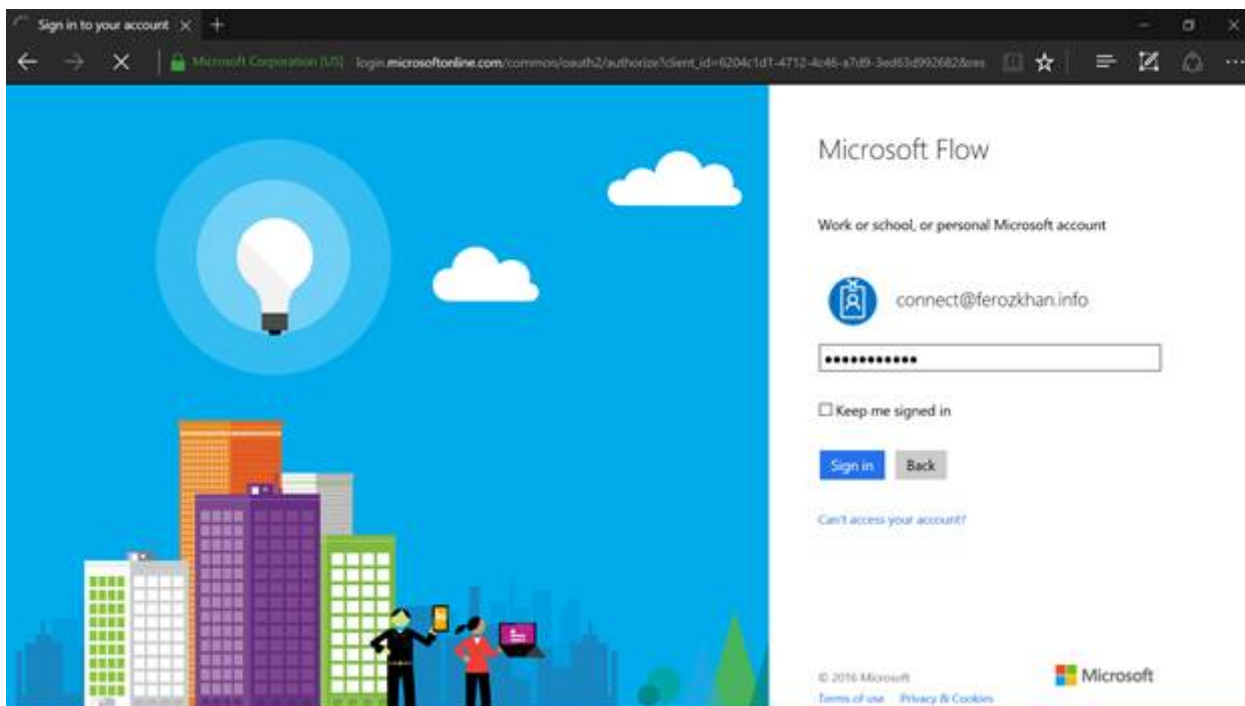 Sign in to your account
Microsoft Corporation [US] login.microsoftonline.com/common/oauth2/authorize?client_id=6204c1d1-4712-4c46-a7d9-3ed63d992682&res
Microsoft Flow
Work or school, or personal Microsoft account
connect@ferozkhan.info
Keep me signed in
Sign in Back
Can't access your account?
© 2016 Microsoft
Microsoft
Terms of use Privacy & Cookies